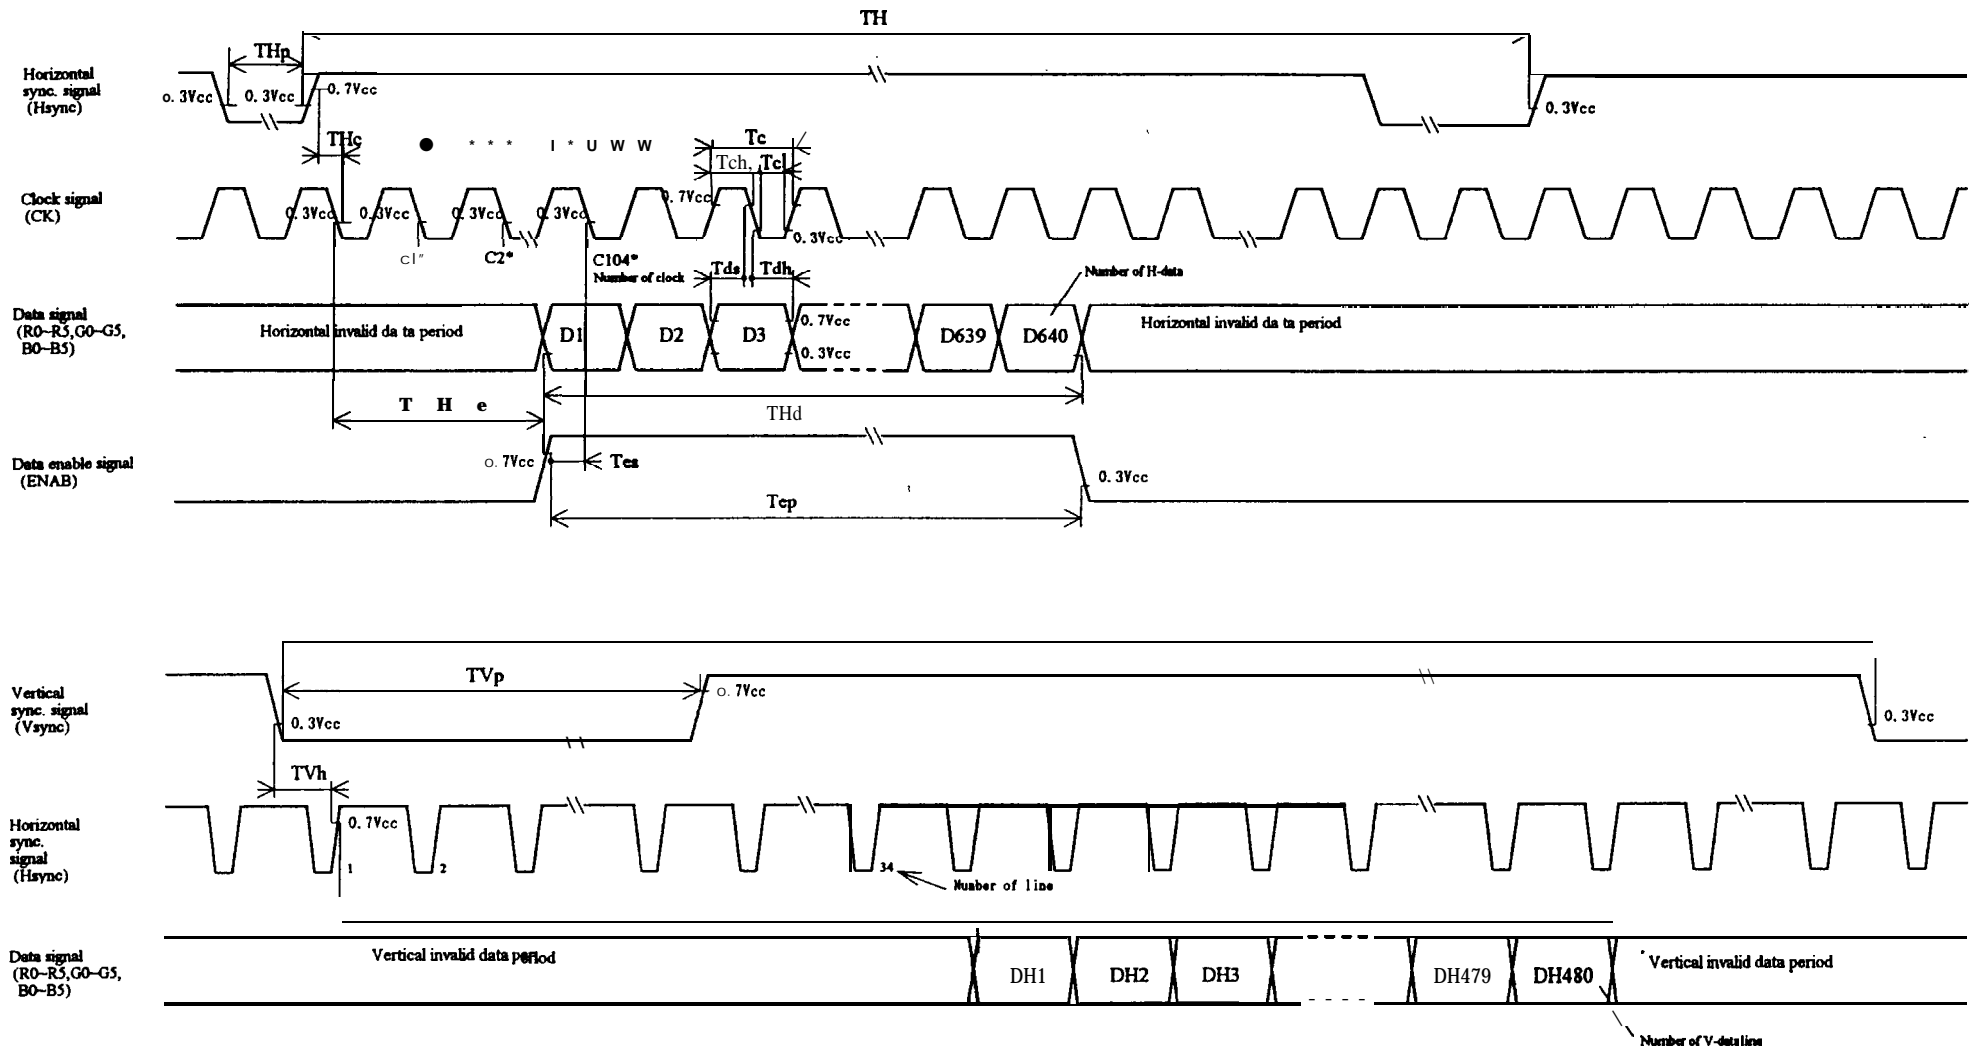 TH
THp
Horizontal
sync. signal
(Hsync)
0.3Vcc
0.3Vcc
0.7Vcc
0.3Vcc
THc
● * * * I * U W W
Tc
Tch, Tcl
Clock signal
(CK)
0.3Vcc
0.3Vcc
0.3Vcc
0.3Vcc
0.7Vcc
0.3Vcc
Cl"
C2*
C104*
Number of clock
Tds
Tdh
Number of H-data
Data signal
(R0~R5,G0~G5,
B0~B5)
Horizontal invalid da ta period
D1
D2
D3
0.7Vcc
0.3Vcc
D639
D640
Horizontal invalid da ta period
T H e
THd
Data enable signal
(ENAB)
0.7Vcc
Tes
0.3Vcc
Tep
TVp
Vertical
sync. signal
(Vsync)
0.3Vcc
0.7Vcc
0.3Vcc
TVh
Horizontal
sync.
signal
(Hsync)
0.7Vcc
1
2
34
Number of line
Data signal
(R0~R5,G0~G5,
B0~B5)
Vertical invalid data period
DH1
DH2
DH3
DH479
DH480
Vertical invalid data period
Number of V-data line